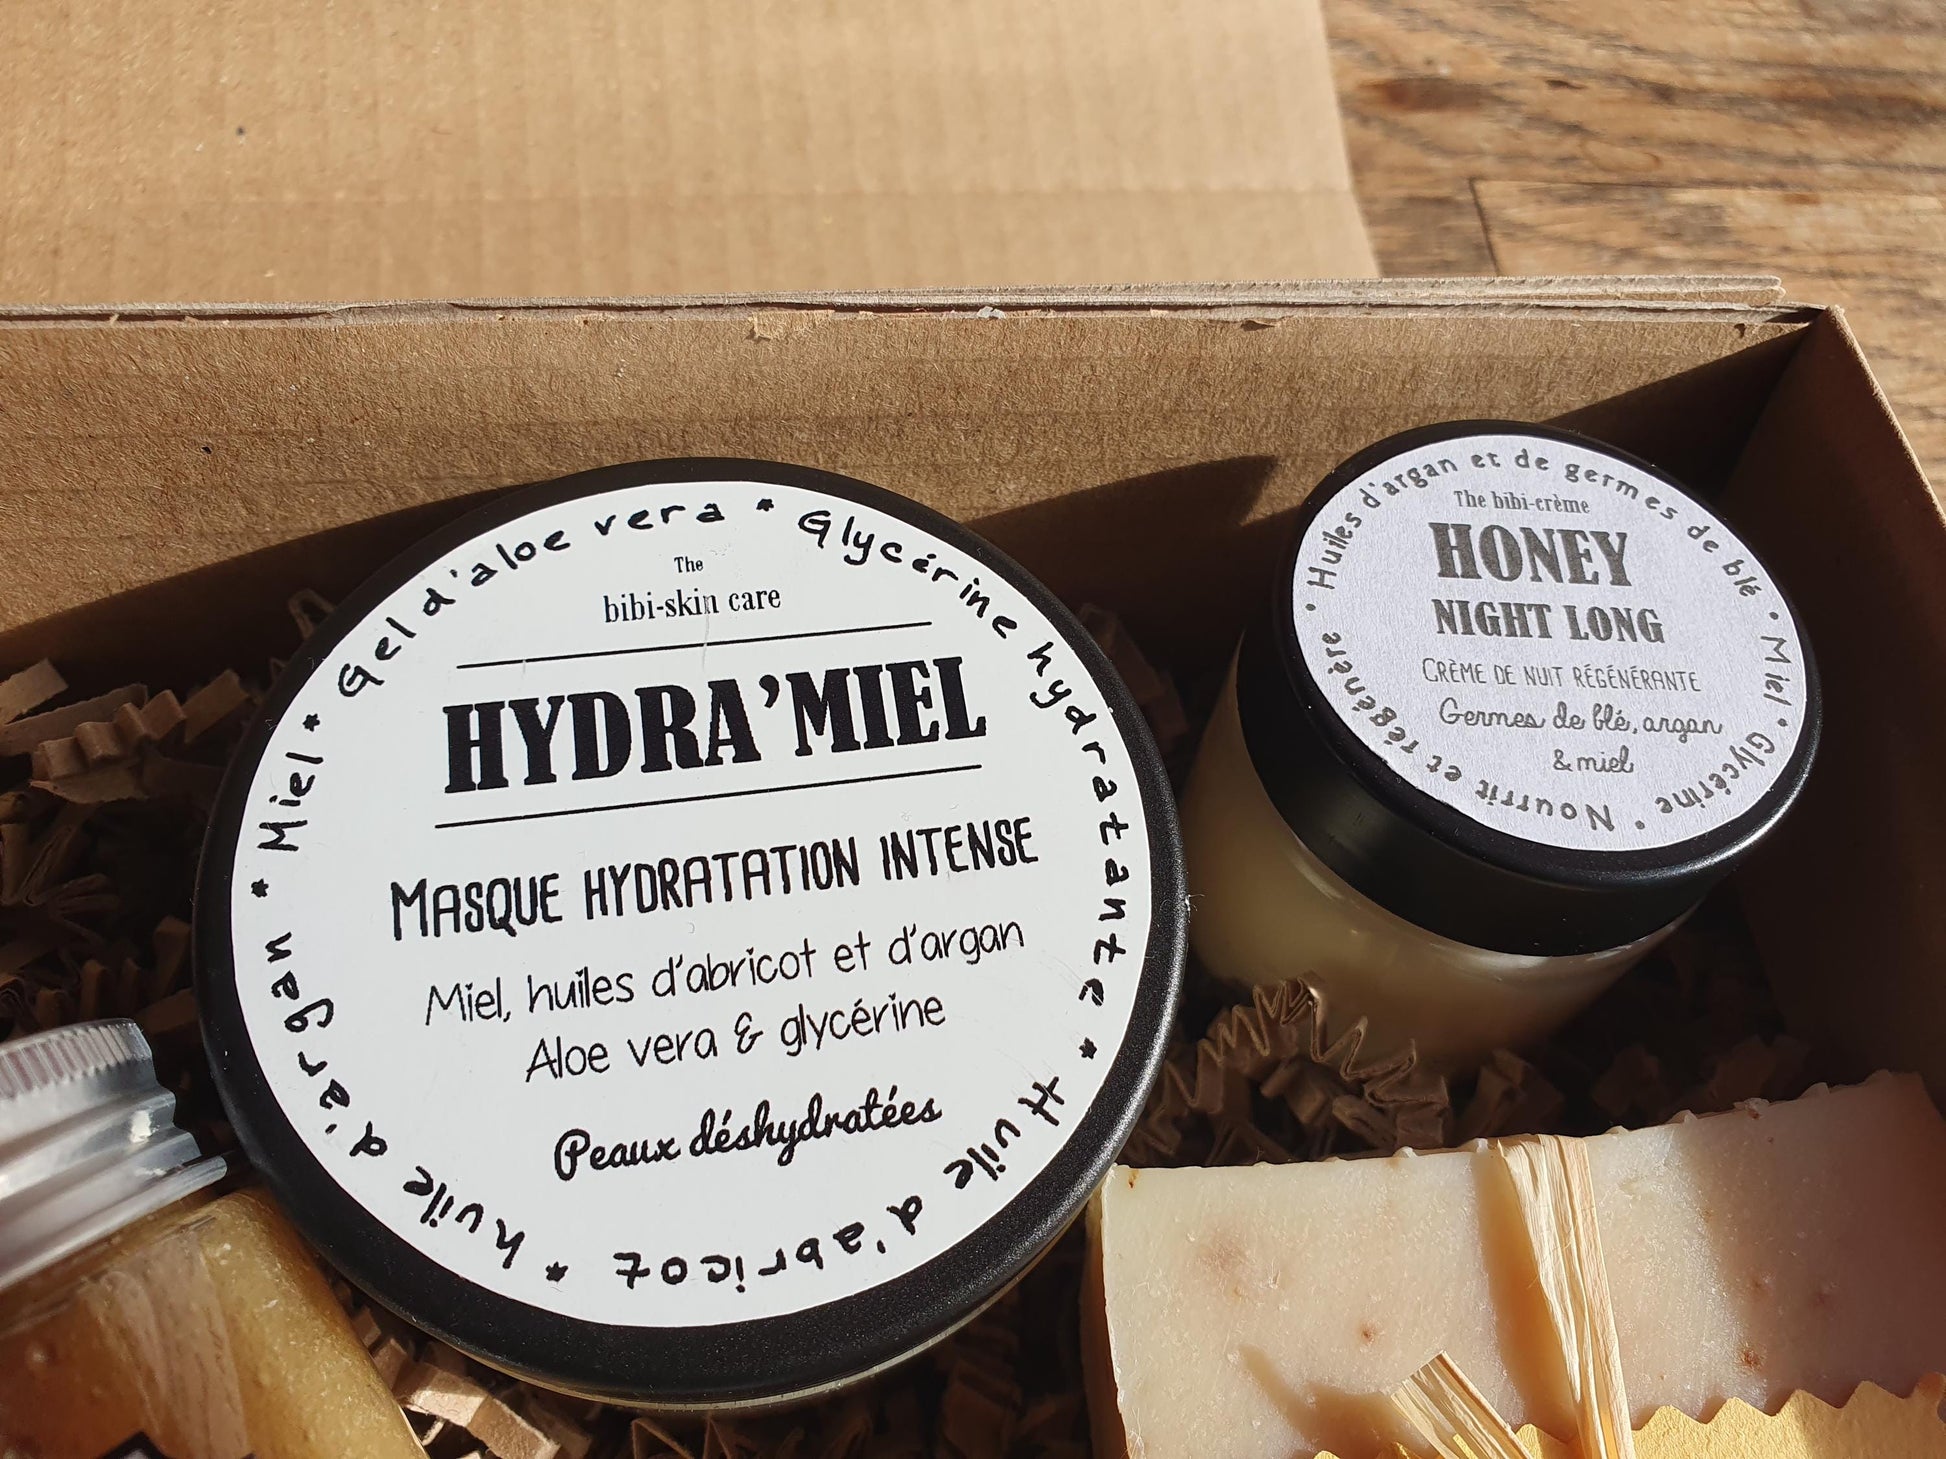 Gel d'aloe vera * Glycérine hydratante * Huile d'abricot * huile d'argan * Miel *
The
bibi-skin care
HYDRA'MIEL
MASQUE HYDRATATION INTENSE
Miel, huiles d'abricot et d'argan
Aloe vera & glycérine
Peaux déshydratées
• Huiles d'argan et de germes de blé • Miel • Glycérine • Nourrit et régénère
The bibi-crème
HONEY
NIGHT LONG
CRÈME DE NUIT RÉGÉNÉRANTE
Germes de blé, argan
& miel